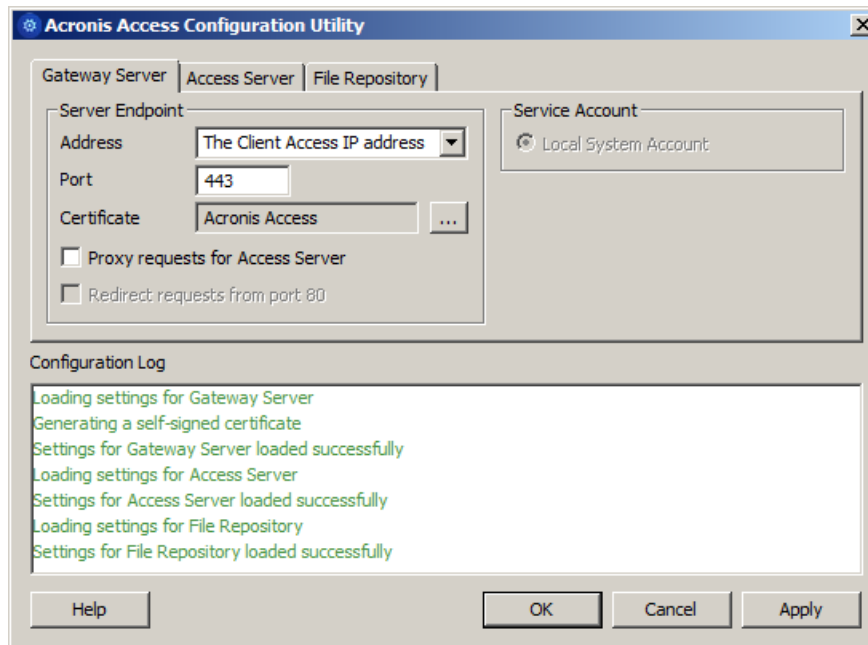 Acronis Access Configuration Utility
Gateway Server Access Server File Repository
Server Endpoint
Address The Client Access IP address
Port 443
Certificate Acronis Access ...
Proxy requests for Access Server
Redirect requests from port 80
Service Account
Local System Account
Configuration Log
Loading settings for Gateway Server
Generating a self-signed certificate
Settings for Gateway Server loaded successfully
Loading settings for Access Server
Settings for Access Server loaded successfully
Loading settings for File Repository
Settings for File Repository loaded successfully
Help OK Cancel Apply